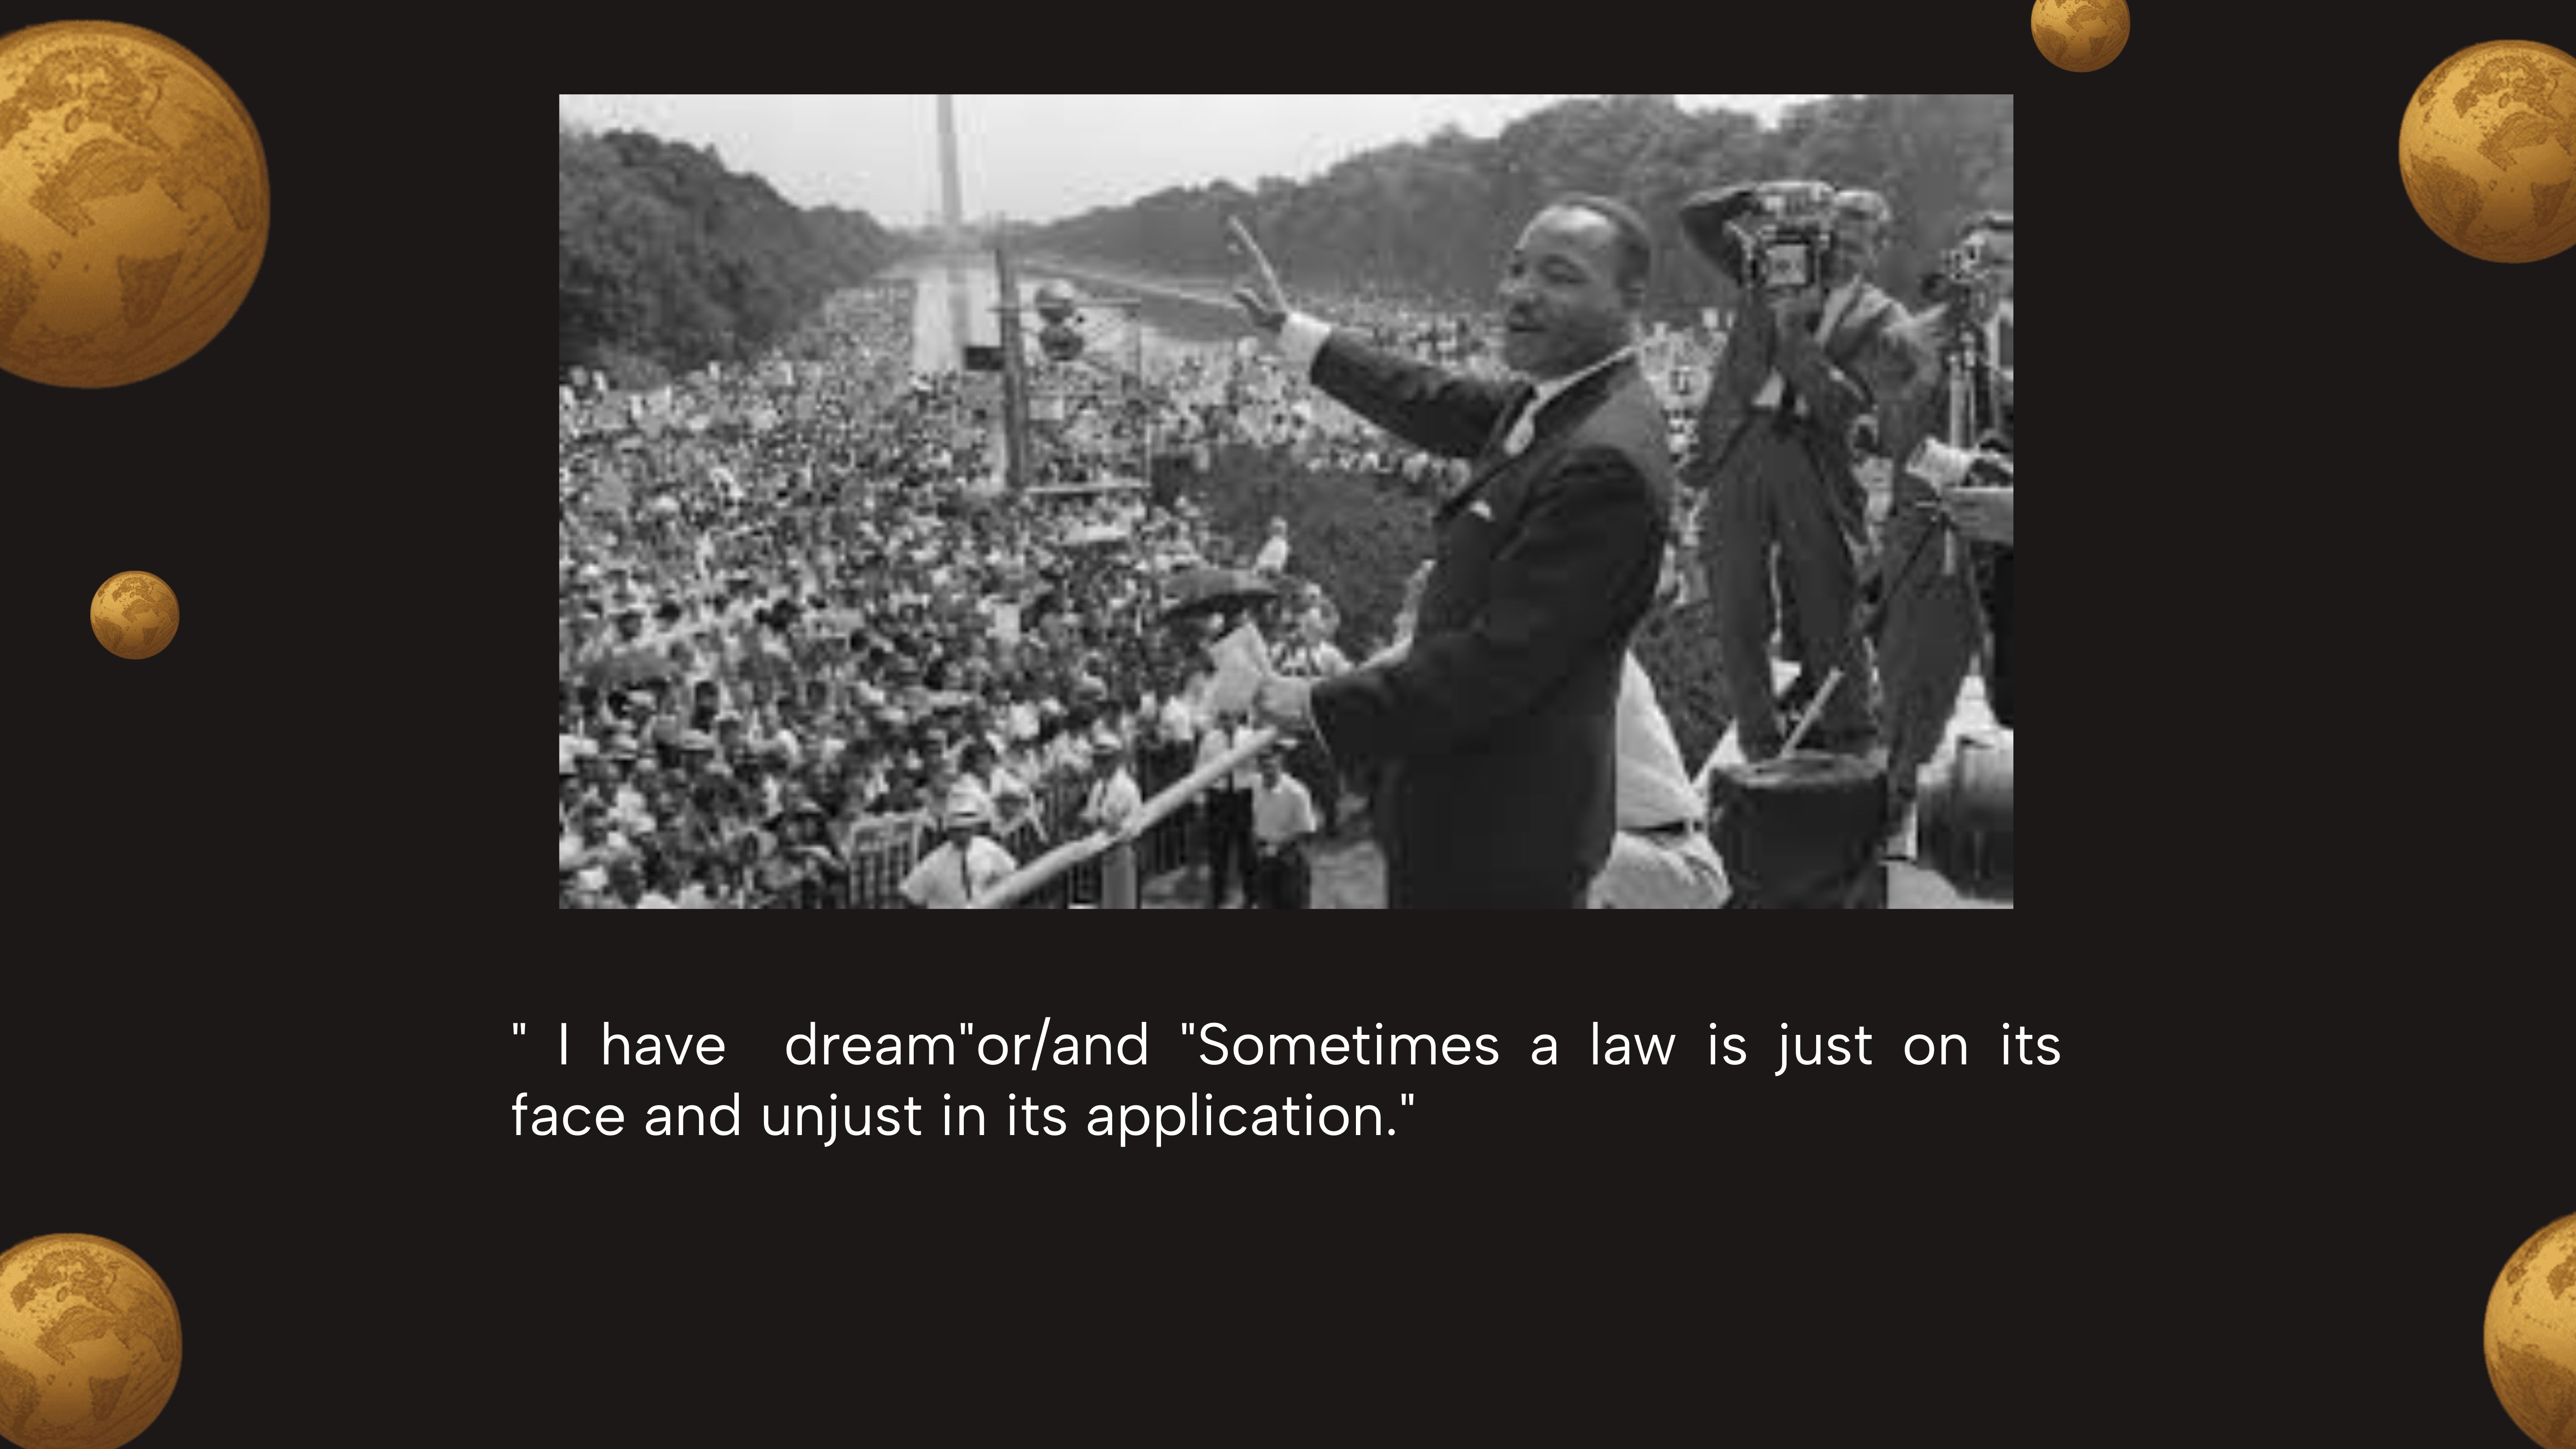 " I have  dream"or/and "Sometimes a law is just on its
face and unjust in its application."